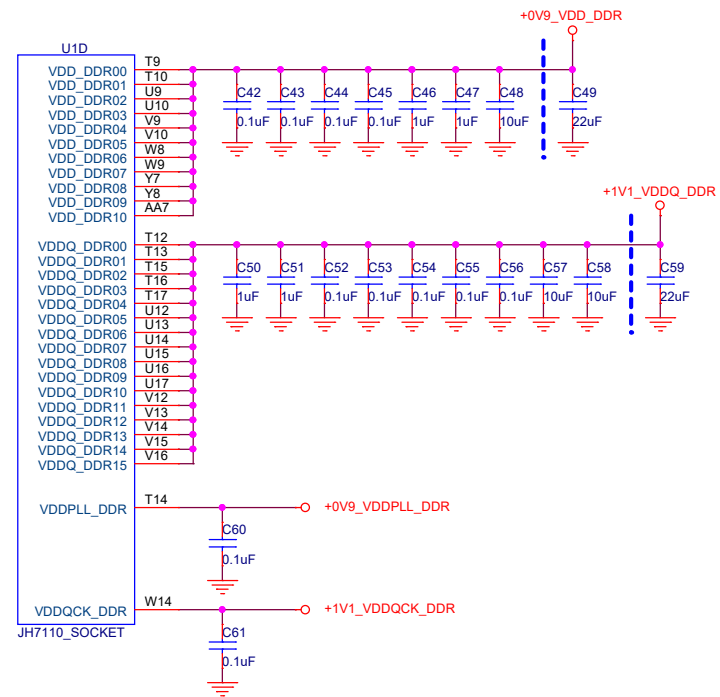 +0V9_VDD_DDR
U1D
VDD_DDR00 T9
VDD_DDR01 T10
VDD_DDR02 U9
VDD_DDR03 U10
VDD_DDR04 V9
VDD_DDR05 V10
VDD_DDR06 W8
VDD_DDR07 W9
VDD_DDR08 Y7
VDD_DDR09 Y8
VDD_DDR10 AA7
C42 C43 C44 C45 C46 C47 C48 C49
0.1uF 0.1uF 0.1uF 0.1uF 1uF 1uF 10uF 22uF
+1V1_VDDQ_DDR
VDDQ_DDR00 T12
VDDQ_DDR01 T13
VDDQ_DDR02 T15
VDDQ_DDR03 T16
VDDQ_DDR04 T17
VDDQ_DDR05 U12
VDDQ_DDR06 U13
VDDQ_DDR07 U14
VDDQ_DDR08 U15
VDDQ_DDR09 U16
VDDQ_DDR10 U17
VDDQ_DDR11 V12
VDDQ_DDR12 V13
VDDQ_DDR13 V14
VDDQ_DDR14 V15
VDDQ_DDR15 V16
C50 C51 C52 C53 C54 C55 C56 C57 C58 C59
1uF 1uF 0.1uF 0.1uF 0.1uF 0.1uF 0.1uF 10uF 10uF 22uF
VDDPLL_DDR T14 +0V9_VDDPLL_DDR
C60
0.1uF
VDDQCK_DDR W14 +1V1_VDDQCK_DDR
JH7110_SOCKET
C61
0.1uF